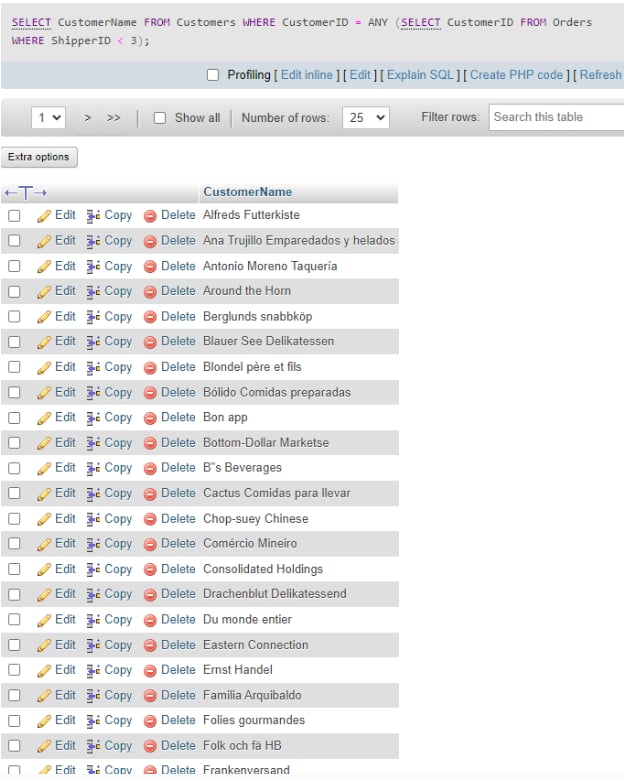 SELECT CustomerName FROM Customers WHERE CustomerID = ANY (SELECT CustomerID FROM Orders
WHERE ShipperID < 3);
Profiling [ Edit inline ] [ Edit ] [ Explain SQL ] [ Create PHP code ] [ Refresh
1 > >> Show all Number of rows: 25 Filter rows: Search this table
Extra options
←T→ CustomerName
Edit Copy Delete Alfreds Futterkiste
Edit Copy Delete Ana Trujillo Emparedados y helados
Edit Copy Delete Antonio Moreno Taquería
Edit Copy Delete Around the Horn
Edit Copy Delete Berglunds snabbköp
Edit Copy Delete Blauer See Delikatessen
Edit Copy Delete Blondel père et fils
Edit Copy Delete Bólido Comidas preparadas
Edit Copy Delete Bon app
Edit Copy Delete Bottom-Dollar Marketse
Edit Copy Delete B"s Beverages
Edit Copy Delete Cactus Comidas para llevar
Edit Copy Delete Chop-suey Chinese
Edit Copy Delete Comércio Mineiro
Edit Copy Delete Consolidated Holdings
Edit Copy Delete Drachenblut Delikatessend
Edit Copy Delete Du monde entier
Edit Copy Delete Eastern Connection
Edit Copy Delete Ernst Handel
Edit Copy Delete Familia Arquibaldo
Edit Copy Delete Folies gourmandes
Edit Copy Delete Folk och fä HB
Edit Copy Delete Frankenversand